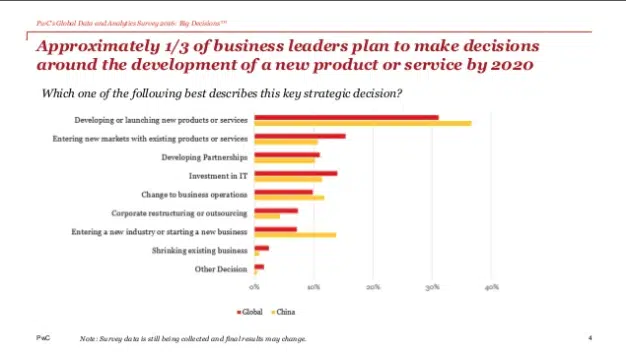 PwC's Global Data and Analytics Survey 2016: Big Decisions™
Approximately 1/3 of business leaders plan to make decisions
around the development of a new product or service by 2020
Which one of the following best describes this key strategic decision?
Developing or launching new products or services
Entering new markets with existing products or services
Developing Partnerships
Investment in IT
Change to business operations
Corporate restructuring or outsourcing
Entering a new industry or starting a new business
Shrinking existing business
Other Decision
0% 10% 20% 30% 40%
Global China
PwC Note: Survey data is still being collected and final results may change. 4